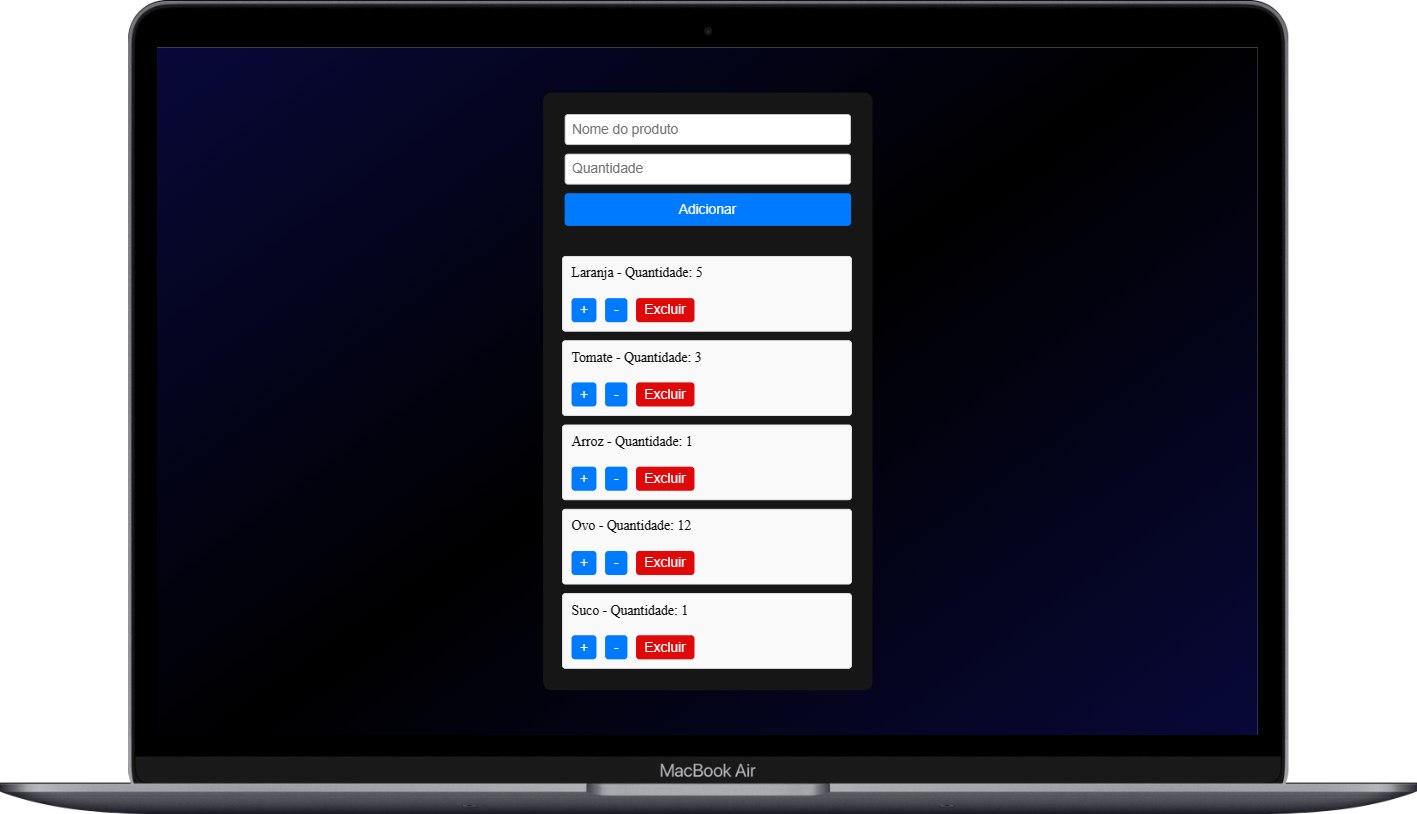 Nome do produto
Quantidade
Adicionar
Laranja - Quantidade: 5
+ - Excluir
Tomate - Quantidade: 3
+ - Excluir
Arroz - Quantidade: 1
+ - Excluir
Ovo - Quantidade: 12
+ - Excluir
Suco - Quantidade: 1
+ - Excluir
MacBook Air